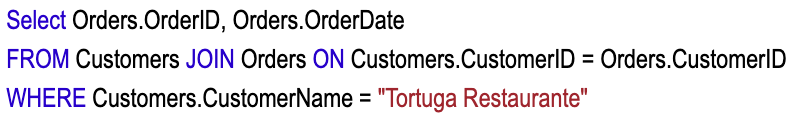 Select Orders.OrderID, Orders.OrderDate
FROM Customers JOIN Orders ON Customers.CustomerID = Orders.CustomerID
WHERE Customers.CustomerName = "Tortuga Restaurante"